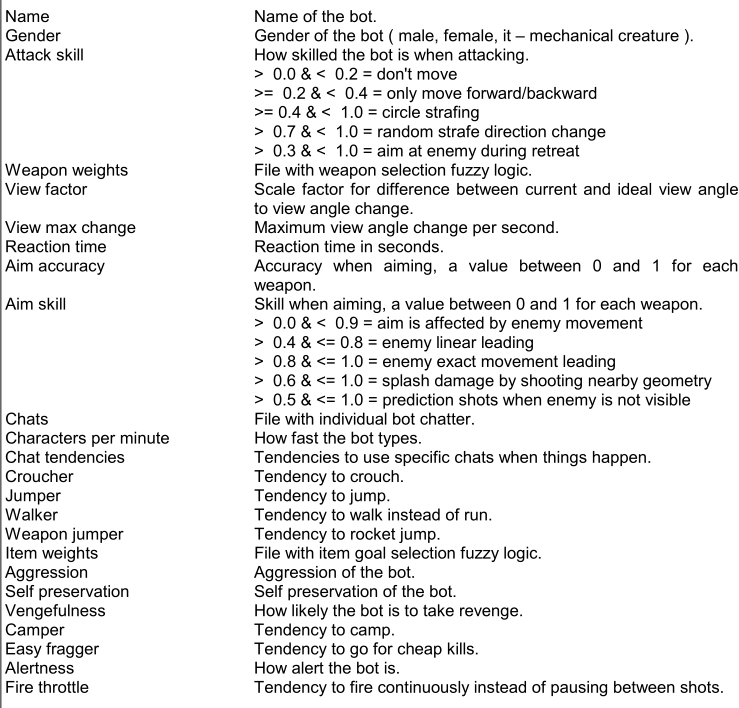 Name Name of the bot.
Gender Gender of the bot ( male, female, it – mechanical creature ).
Attack skill How skilled the bot is when attacking.
> 0.0 & < 0.2 = don't move
>= 0.2 & < 0.4 = only move forward/backward
>= 0.4 & < 1.0 = circle strafing
> 0.7 & < 1.0 = random strafe direction change
> 0.3 & < 1.0 = aim at enemy during retreat
Weapon weights File with weapon selection fuzzy logic.
View factor Scale factor for difference between current and ideal view angle
to view angle change.
View max change Maximum view angle change per second.
Reaction time Reaction time in seconds.
Aim accuracy Accuracy when aiming, a value between 0 and 1 for each
weapon.
Aim skill Skill when aiming, a value between 0 and 1 for each weapon.
> 0.0 & < 0.9 = aim is affected by enemy movement
> 0.4 & <= 0.8 = enemy linear leading
> 0.8 & <= 1.0 = enemy exact movement leading
> 0.6 & <= 1.0 = splash damage by shooting nearby geometry
> 0.5 & <= 1.0 = prediction shots when enemy is not visible
Chats File with individual bot chatter.
Characters per minute How fast the bot types.
Chat tendencies Tendencies to use specific chats when things happen.
Croucher Tendency to crouch.
Jumper Tendency to jump.
Walker Tendency to walk instead of run.
Weapon jumper Tendency to rocket jump.
Item weights File with item goal selection fuzzy logic.
Aggression Aggression of the bot.
Self preservation Self preservation of the bot.
Vengefulness How likely the bot is to take revenge.
Camper Tendency to camp.
Easy fragger Tendency to go for cheap kills.
Alertness How alert the bot is.
Fire throttle Tendency to fire continuously instead of pausing between shots.